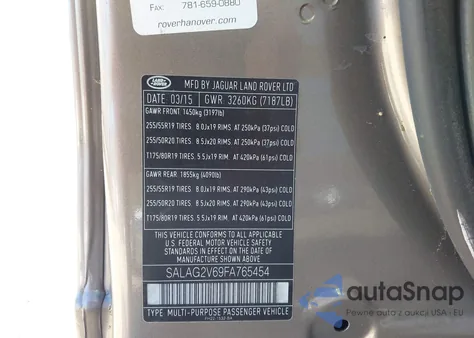 FAX: 781-659-0880
roverhanover.com
LAND ROVER
MFD BY JAGUAR LAND ROVER LTD
DATE 03/15 GWR 3260KG (7187LB)
GAWR FRONT: 1450kg (3197lb)
255/55R19 TIRES. 8.0Jx19 RIMS. AT 250kPa (37psi) COLD
255/50R20 TIRES. 8.5Jx20 RIMS. AT 250kPa (37psi) COLD
T175/80R19 TIRES. 5.5Jx19 RIM. AT 420kPa (61psi) COLD
GAWR REAR: 1855kg (4090lb)
255/55R19 TIRES. 8.0Jx19 RIMS. AT 290kPa (43psi) COLD
255/50R20 TIRES. 8.5Jx20 RIMS. AT 290kPa (43psi) COLD
T175/80R19 TIRES. 5.5Jx19 RIM. AT 420kPa (61psi) COLD
THIS VEHICLE CONFORMS TO ALL APPLICABLE
U.S. FEDERAL MOTOR VEHICLE SAFETY
STANDARDS IN EFFECT ON THE DATE OF
MANUFACTURE SHOWN ABOVE
SALAG2V69FA765454
TYPE: MULTI-PURPOSE PASSENGER VEHICLE
autoSnap
Pewne auta z aukcji USA - EU